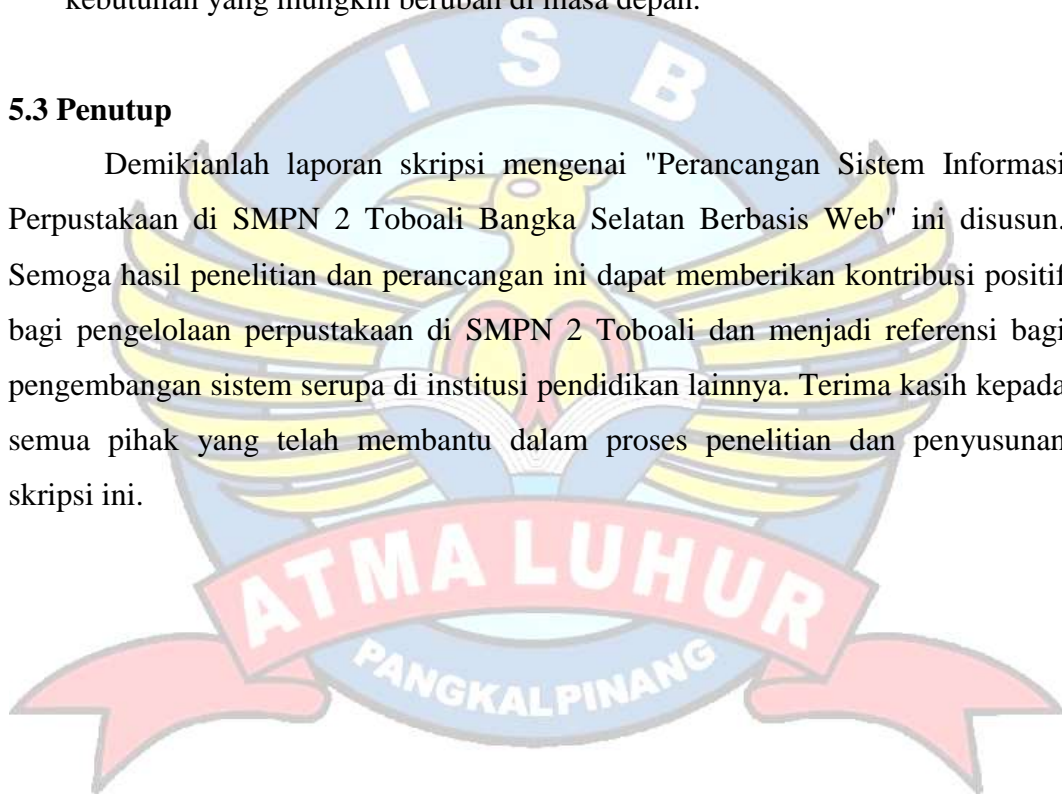 kebutuhan yang mungkin berubah di masa depan.
5.3 Penutup
Demikianlah laporan skripsi mengenai "Perancangan Sistem Informasi
Perpustakaan di SMPN 2 Toboali Bangka Selatan Berbasis Web" ini disusun.
Semoga hasil penelitian dan perancangan ini dapat memberikan kontribusi positif
bagi pengelolaan perpustakaan di SMPN 2 Toboali dan menjadi referensi bagi
pengembangan sistem serupa di institusi pendidikan lainnya. Terima kasih kepada
semua pihak yang telah membantu dalam proses penelitian dan penyusunan
skripsi ini.
I S B
ATMA LUHUR
PANGKALPINANG